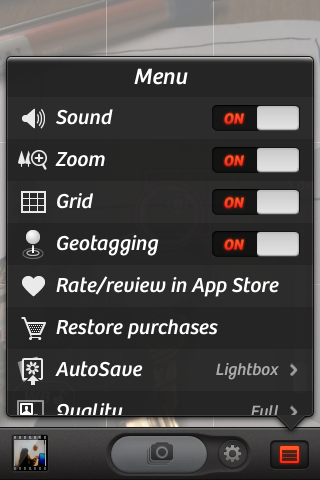 Menu
Sound ON
Zoom ON
Grid ON
Geotagging ON
Rate/review in App Store
Restore purchases
AutoSave Lightbox
Quality Full